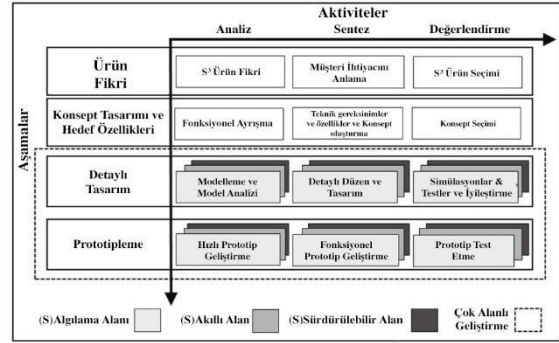 Aktiviteler
Analiz Sentez Değerlendirme
Aşamalar
Ürün
Fikri
S³ Ürün Fikri
Müşteri İhtiyacını
Anlama
S³ Ürün Seçimi
Konsept Tasarımı ve
Hedef Özellikleri
Fonksiyonel Ayrışma
Teknik gereksinimler
ve özellikler ve Konsept
oluşturma
Konsept Seçimi
Detaylı
Tasarım
Modelleme ve
Model Analizi
Detaylı Düzen ve
Tasarım
Simülasyonlar &
Testler ve İyileştirme
Prototipleme
Hızlı Prototip
Geliştirme
Fonksiyonel
Prototip Geliştirme
Prototip Test
Etme
(S)Algılama Alanı
(S)Akıllı Alan
(S)Sürdürülebilir Alan
Çok Alanlı
Geliştirme